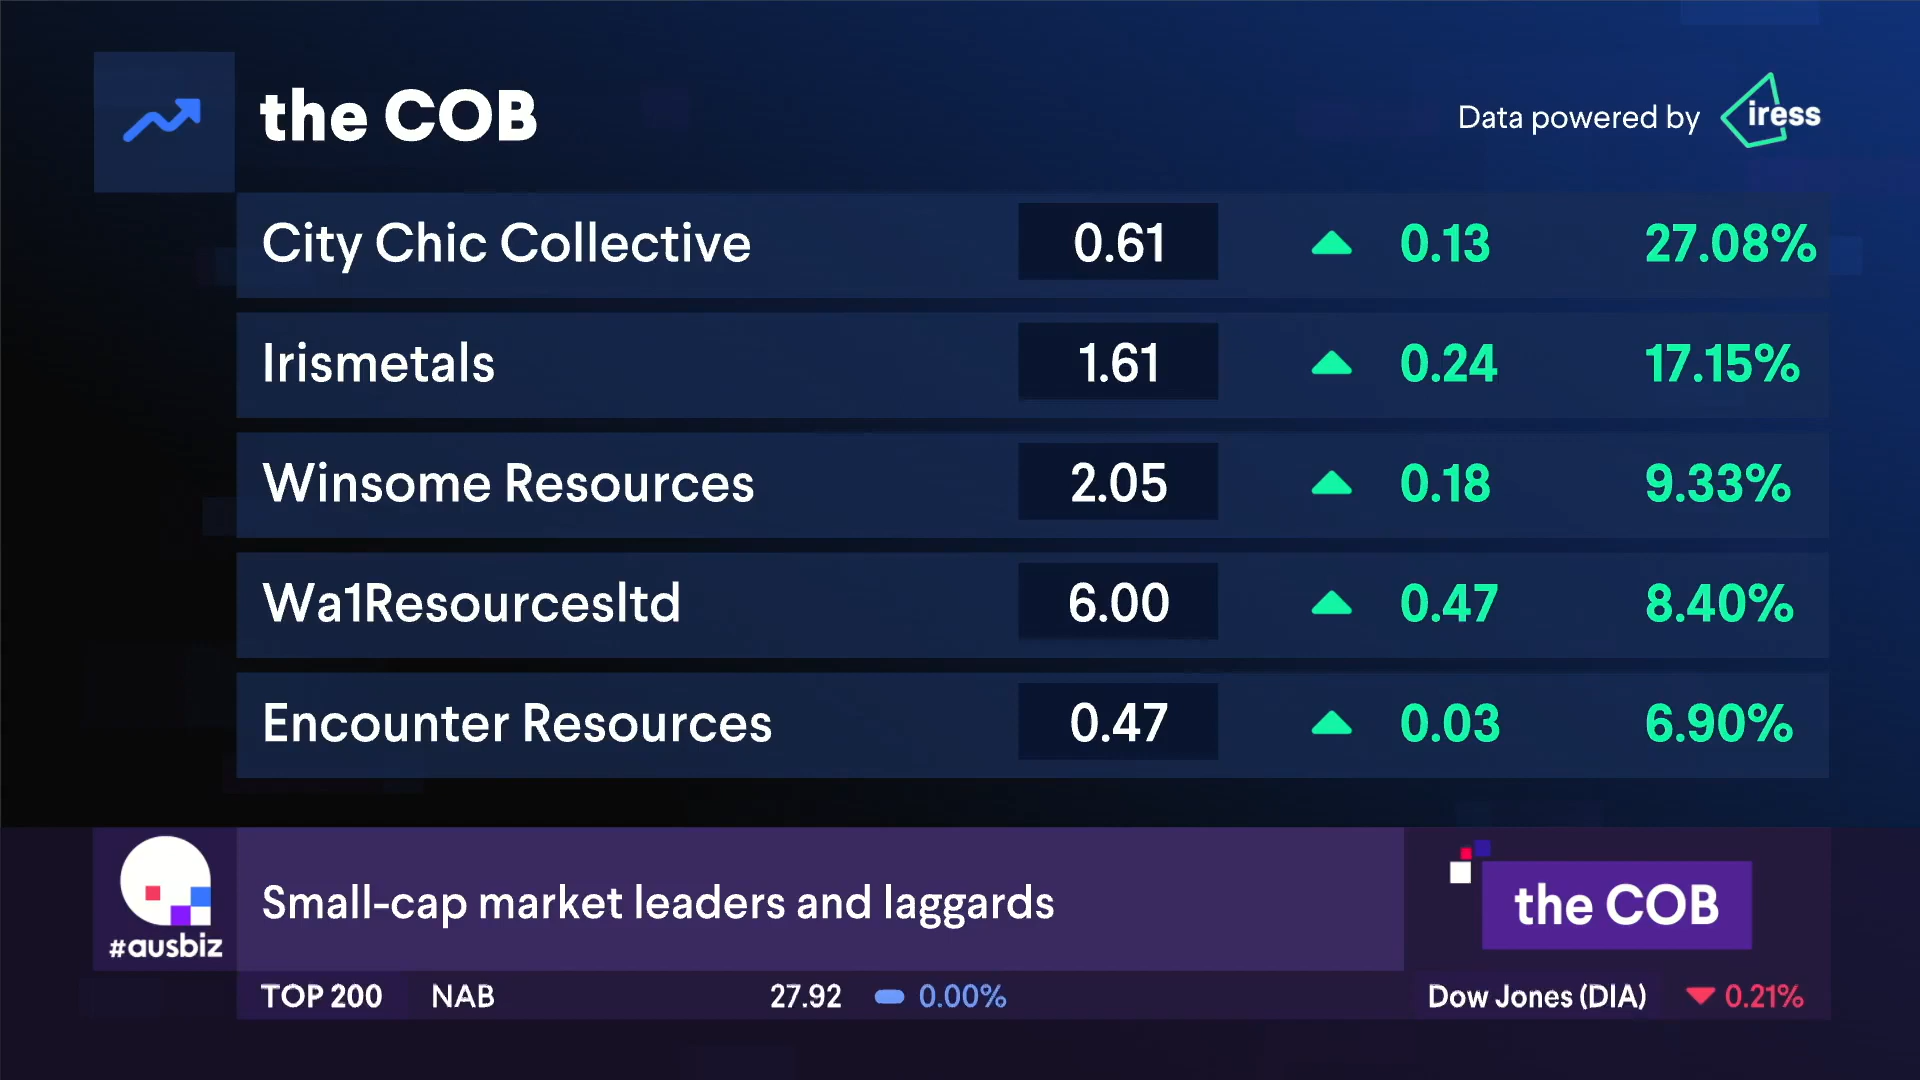 the COB
Data powered by iress
City Chic Collective 0.61 0.13 27.08%
Irismetals 1.61 0.24 17.15%
Winsome Resources 2.05 0.18 9.33%
Wa1Resourcesltd 6.00 0.47 8.40%
Encounter Resources 0.47 0.03 6.90%
#ausbiz
Small-cap market leaders and laggards
the COB
TOP 200 NAB 27.92 0.00% Dow Jones (DIA) 0.21%